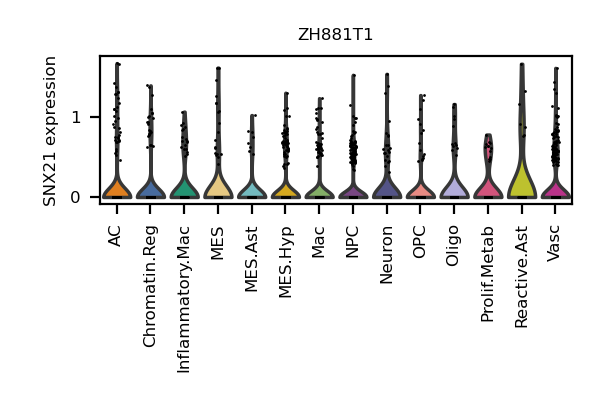 ZH881T1
SNX21 expression
1
0
AC
Chromatin.Reg
Inflammatory.Mac
MES
MES.Ast
MES.Hyp
Mac
NPC
Neuron
OPC
Oligo
Prolif.Metab
Reactive.Ast
Vasc